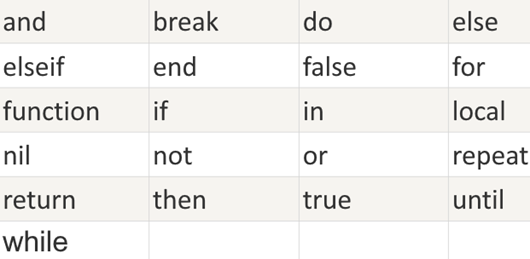 and break do else
elseif end false for
function if in local
nil not or repeat
return then true until
while